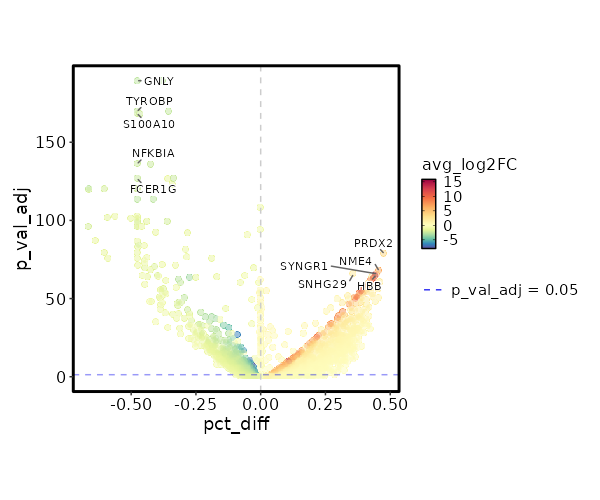 GNLY
TYROBP
S100A10
NFKBIA
FCER1G
PRDX2
NME4
SYNGR1
SNHG29
HBB
150
100
50
0
p_val_adj
-0.50
-0.25
0.00
0.25
0.50
pct_diff
avg_log2FC
15
10
5
0
-5
p_val_adj = 0.05